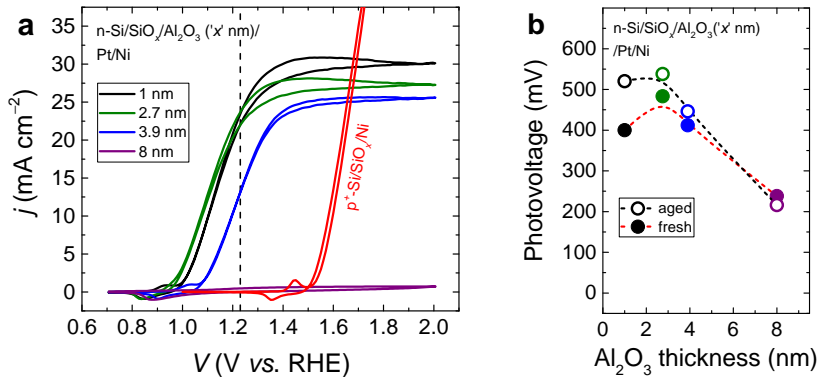 a
n-Si/SiOₓ/Al₂O₃ ('x' nm)/
Pt/Ni
1 nm
2.7 nm
3.9 nm
8 nm
p⁺-Si/SiOₓ/Ni
j (mA cm⁻²)
35
30
25
20
15
10
5
0
0.6 0.8 1.0 1.2 1.4 1.6 1.8 2.0
V (V vs. RHE)
b
n-Si/SiOₓ/Al₂O₃('x' nm)
/Pt/Ni
aged
fresh
Photovoltage (mV)
600
500
400
300
200
100
0
0 2 4 6 8
Al₂O₃ thickness (nm)